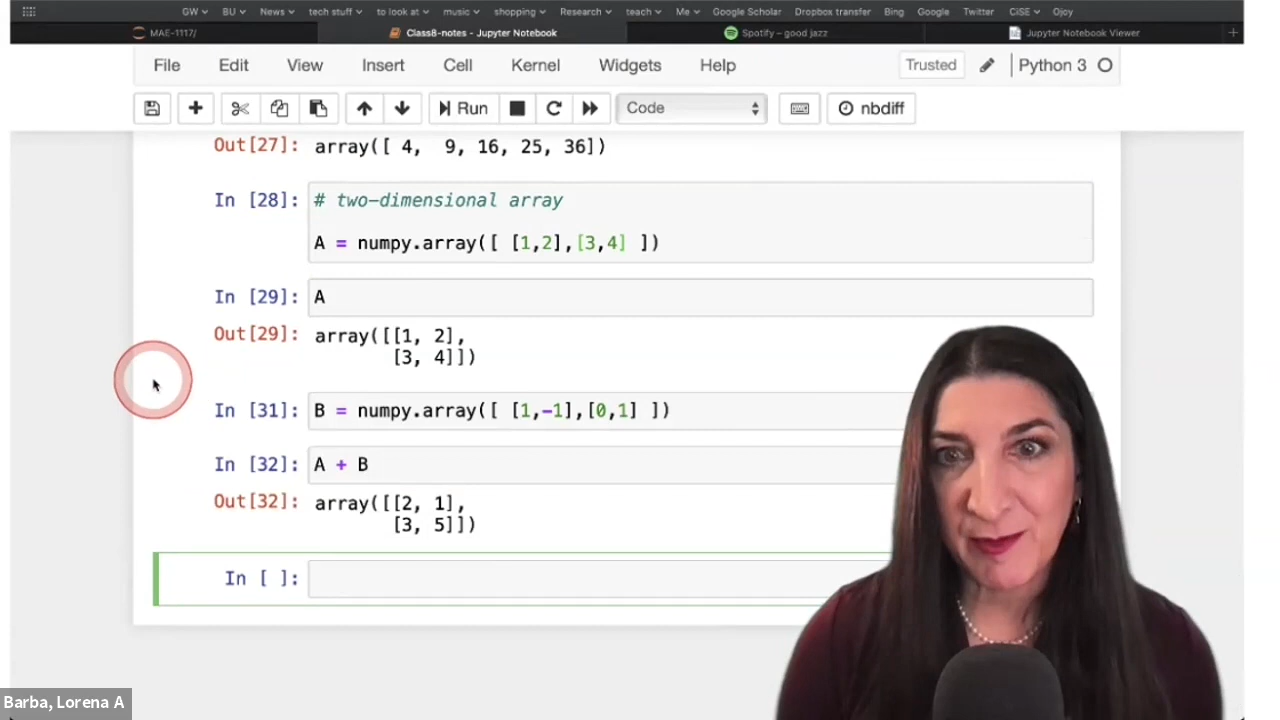 GW BU News tech stuff to look at music shopping Research teach Me Google Scholar Dropbox transfer Bing Google Twitter CiSE Ojoy
MAE-1117/ Class8-notes - Jupyter Notebook Spotify – good jazz Jupyter Notebook Viewer +
File Edit View Insert Cell Kernel Widgets Help Trusted Python 3
Run Code nbdiff
Out[27]: array([ 4, 9, 16, 25, 36])
In [28]: # two-dimensional array
A = numpy.array([ [1,2],[3,4] ])
In [29]: A
Out[29]: array([[1, 2],
[3, 4]])
In [31]: B = numpy.array([ [1,-1],[0,1] ])
In [32]: A + B
Out[32]: array([[2, 1],
[3, 5]])
In [ ]:
Barba, Lorena A